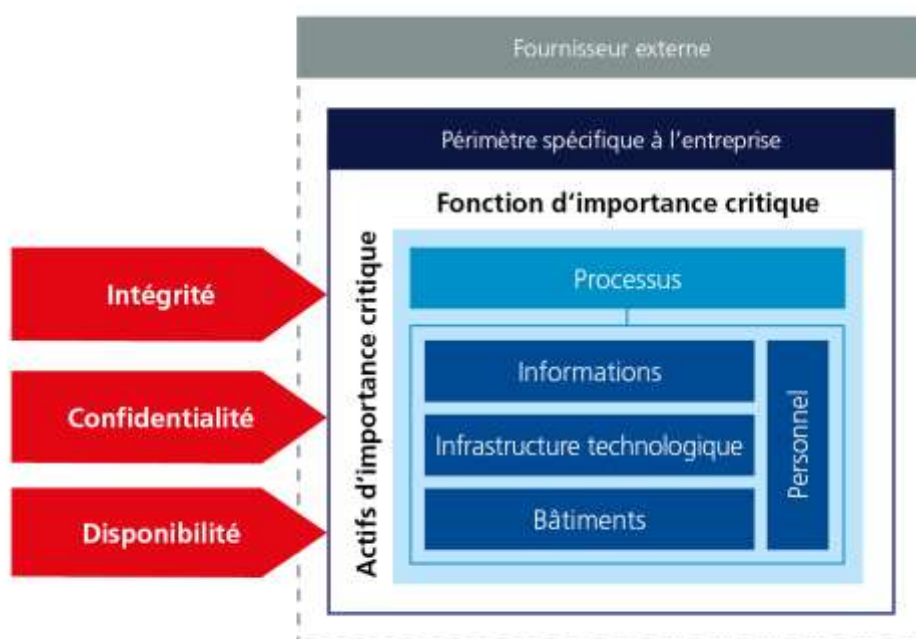 Fournisseur externe
Périmètre spécifique à l’entreprise
Fonction d‘importance critique
Actifs d‘importance critique
Intégrité
Confidentialité
Disponibilité
Processus
Informations
Infrastructure technologique
Bâtiments
Personnel